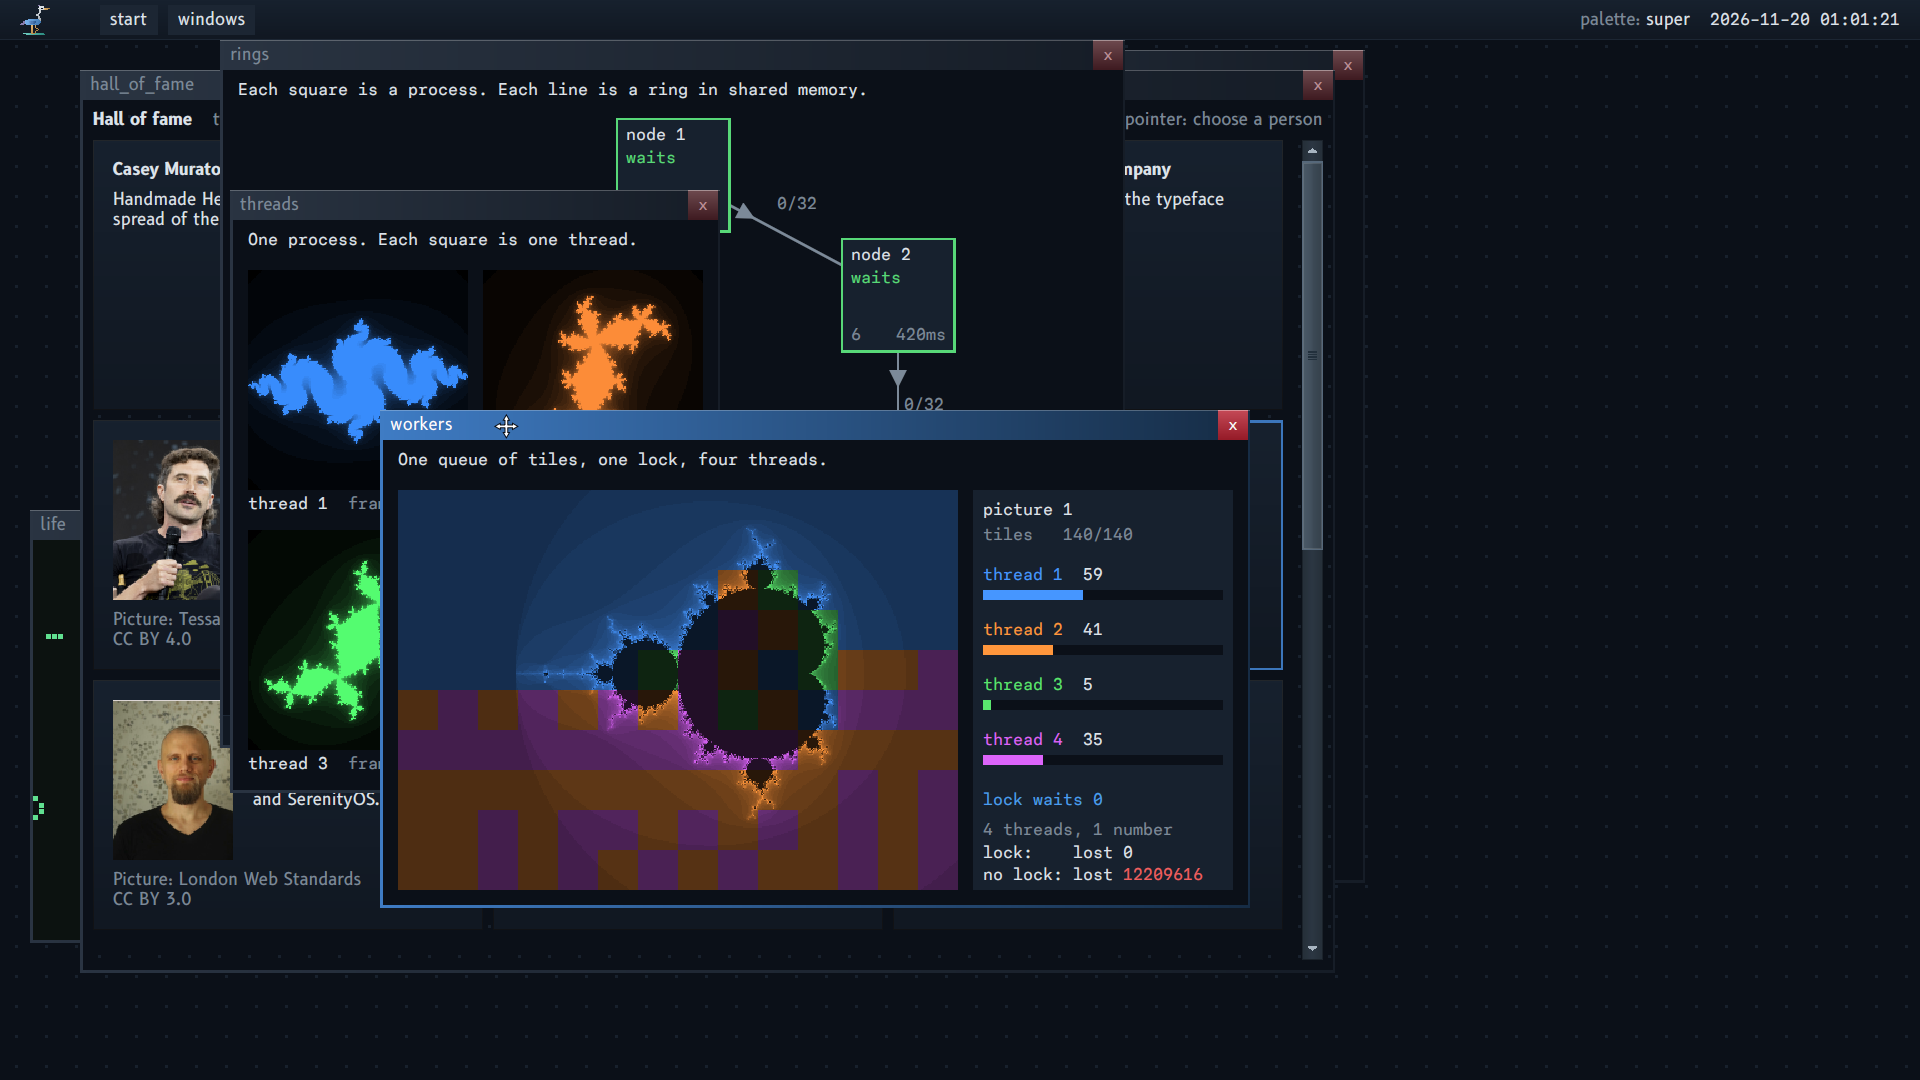 start windows palette: super 2026-11-20 01:01:21
rings x
x
hall_of_fame x
Each square is a process. Each line is a ring in shared memory.
Hall of fame
pointer: choose a person
node 1
waits
0/32
node 2
waits
6 420ms
0/32
Casey Murato
Handmade He
spread of the
mpany
the typeface
threads x
One process. Each square is one thread.
thread 1 fra
thread 3 fra
workers x
One queue of tiles, one lock, four threads.
picture 1
tiles 140/140
thread 1 59
thread 2 41
thread 3 5
thread 4 35
lock waits 0
4 threads, 1 number
lock: lost 0
no lock: lost 12209616
life
Picture: Tessa
CC BY 4.0
and SerenityOS.
Picture: London Web Standards
CC BY 3.0